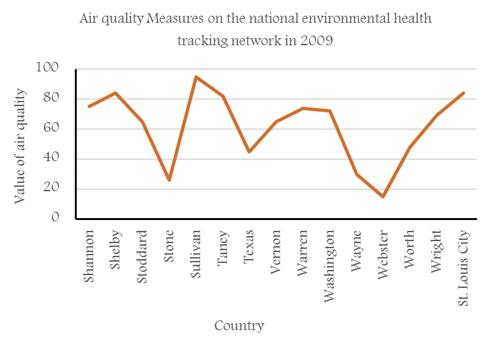 Air quality Measures on the national environmental health
tracking network in 2009
Value of air quality
100
80
60
40
20
0
Shannon
Shelby
Stoddard
Stone
Sullivan
Taney
Texas
Vernon
Warren
Washington
Wayne
Webster
Worth
Wright
St. Louis City
Country